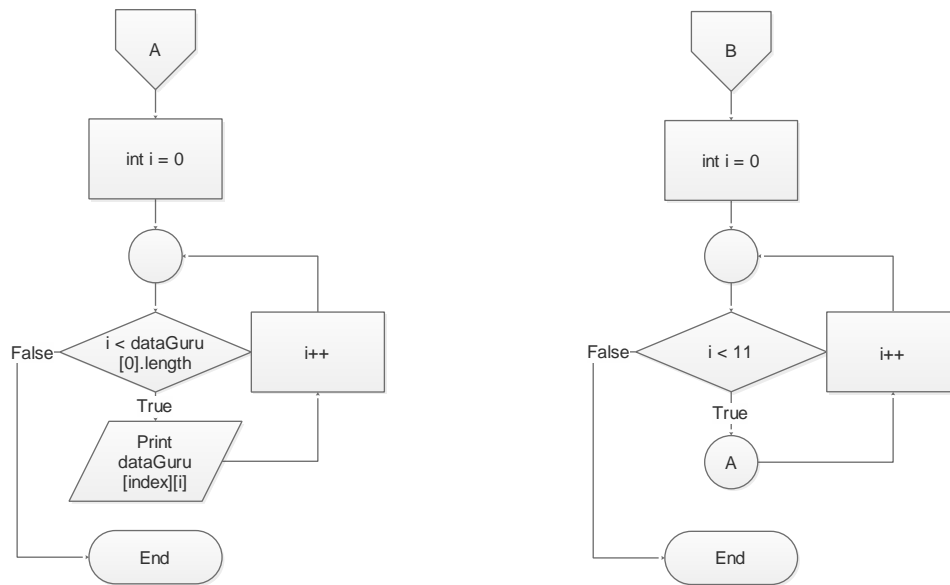 A
int i = 0
i < dataGuru
[0].length
False
i++
True
Print
dataGuru
[index][i]
End
B
int i = 0
i < 11
False
i++
True
A
End